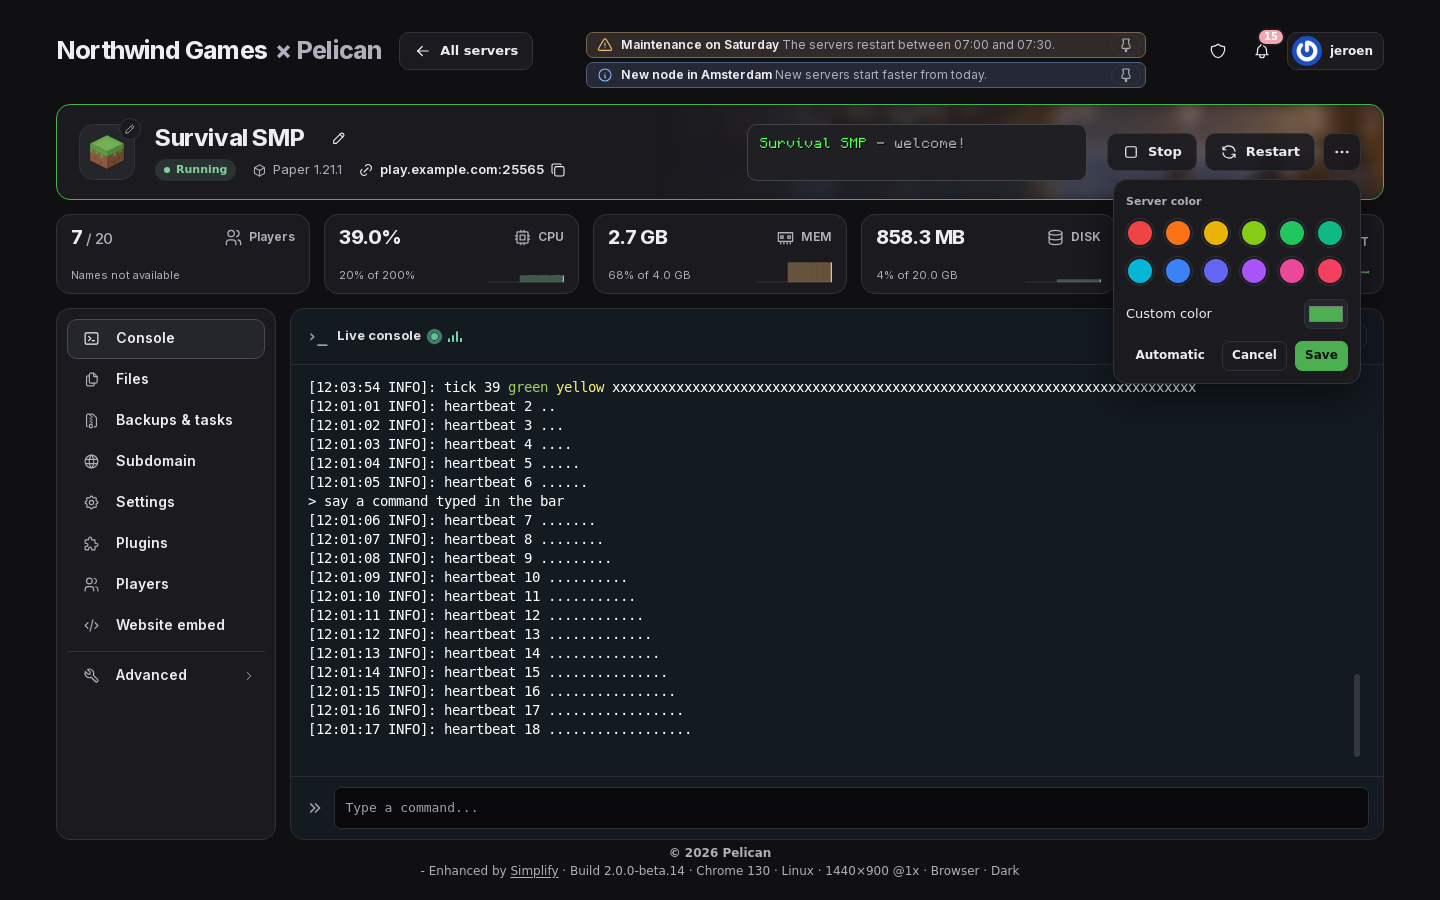 Northwind Games × Pelican
All servers
Maintenance on Saturday The servers restart between 07:00 and 07:30.
New node in Amsterdam New servers start faster from today.
15
jeroen
Survival SMP
Running
Paper 1.21.1
play.example.com:25565
Survival SMP - welcome!
Stop
Restart
7 / 20
Players
Names not available
39.0%
CPU
20% of 200%
2.7 GB
MEM
68% of 4.0 GB
858.3 MB
DISK
4% of 20.0 GB
T
Server color
Custom color
Automatic
Cancel
Save
Console
Files
Backups & tasks
Subdomain
Settings
Plugins
Players
Website embed
Advanced
Live console
[12:03:54 INFO]: tick 39 green yellow xxxxxxxxxxxxxxxxxxxxxxxxxxxxxxxxxxxxxxxxxxxxxxxxxxxxxxxxxxxxxxxxxxxxxxxxx
[12:01:01 INFO]: heartbeat 2 ..
[12:01:02 INFO]: heartbeat 3 ...
[12:01:03 INFO]: heartbeat 4 ....
[12:01:04 INFO]: heartbeat 5 .....
[12:01:05 INFO]: heartbeat 6 ......
> say a command typed in the bar
[12:01:06 INFO]: heartbeat 7 .......
[12:01:07 INFO]: heartbeat 8 ........
[12:01:08 INFO]: heartbeat 9 .........
[12:01:09 INFO]: heartbeat 10 ..........
[12:01:10 INFO]: heartbeat 11 ...........
[12:01:11 INFO]: heartbeat 12 ............
[12:01:12 INFO]: heartbeat 13 .............
[12:01:13 INFO]: heartbeat 14 ..............
[12:01:14 INFO]: heartbeat 15 ...............
[12:01:15 INFO]: heartbeat 16 ................
[12:01:16 INFO]: heartbeat 17 .................
[12:01:17 INFO]: heartbeat 18 ..................
Type a command...
© 2026 Pelican
- Enhanced by Simplify · Build 2.0.0-beta.14 · Chrome 130 · Linux · 1440×900 @1x · Browser · Dark